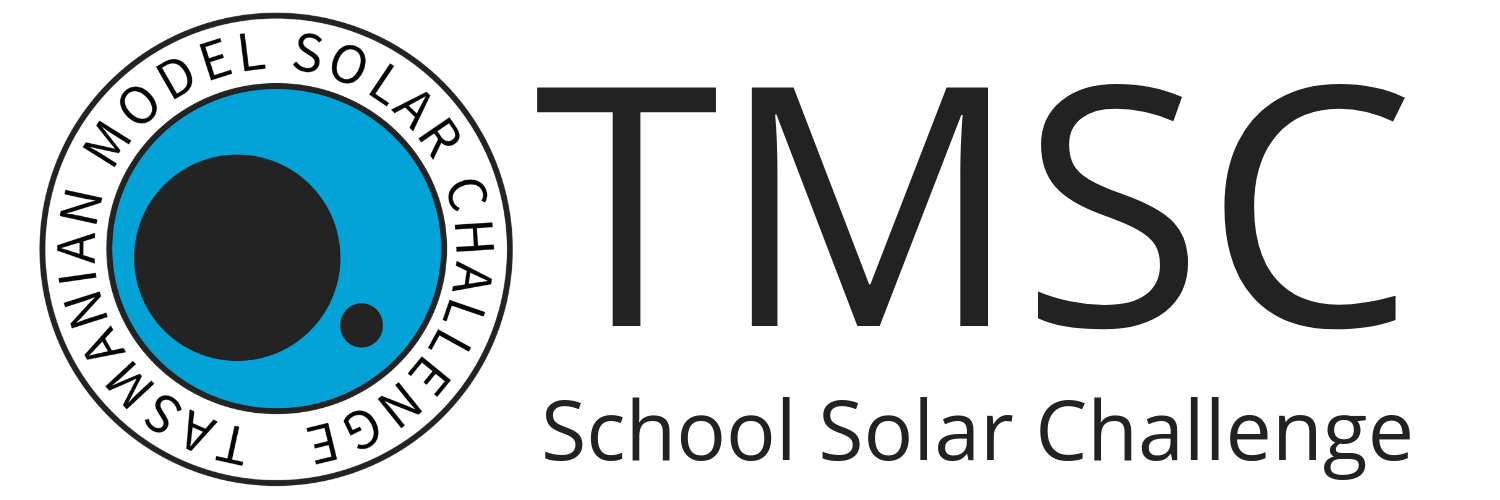 TASMANIAN MODEL SOLAR CHALLENGE
TMSC
School Solar Challenge